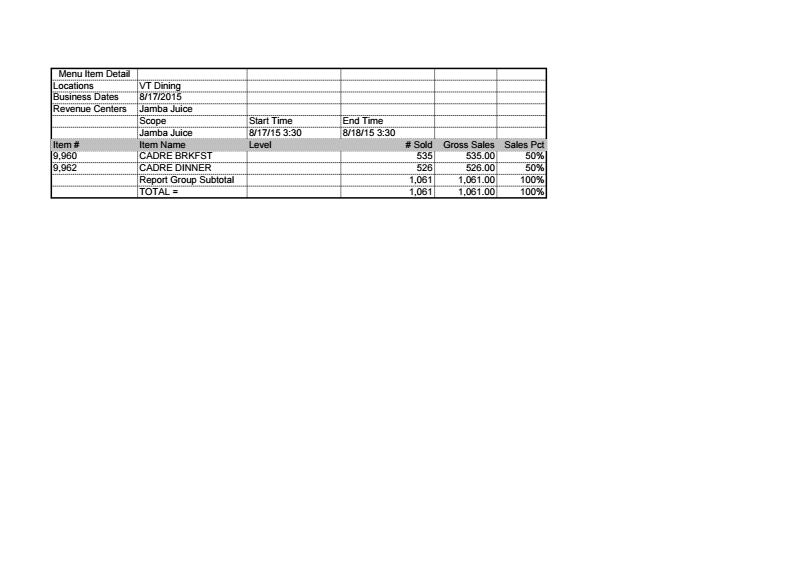 Menu Item Detail
Locations VT Dining
Business Dates 8/17/2015
Revenue Centers Jamba Juice
Scope Start Time End Time
Jamba Juice 8/17/15 3:30 8/18/15 3:30
Item # Item Name Level # Sold Gross Sales Sales Pct
9,960 CADRE BRKFST 535 535.00 50%
9,962 CADRE DINNER 526 526.00 50%
Report Group Subtotal 1,061 1,061.00 100%
TOTAL = 1,061 1,061.00 100%